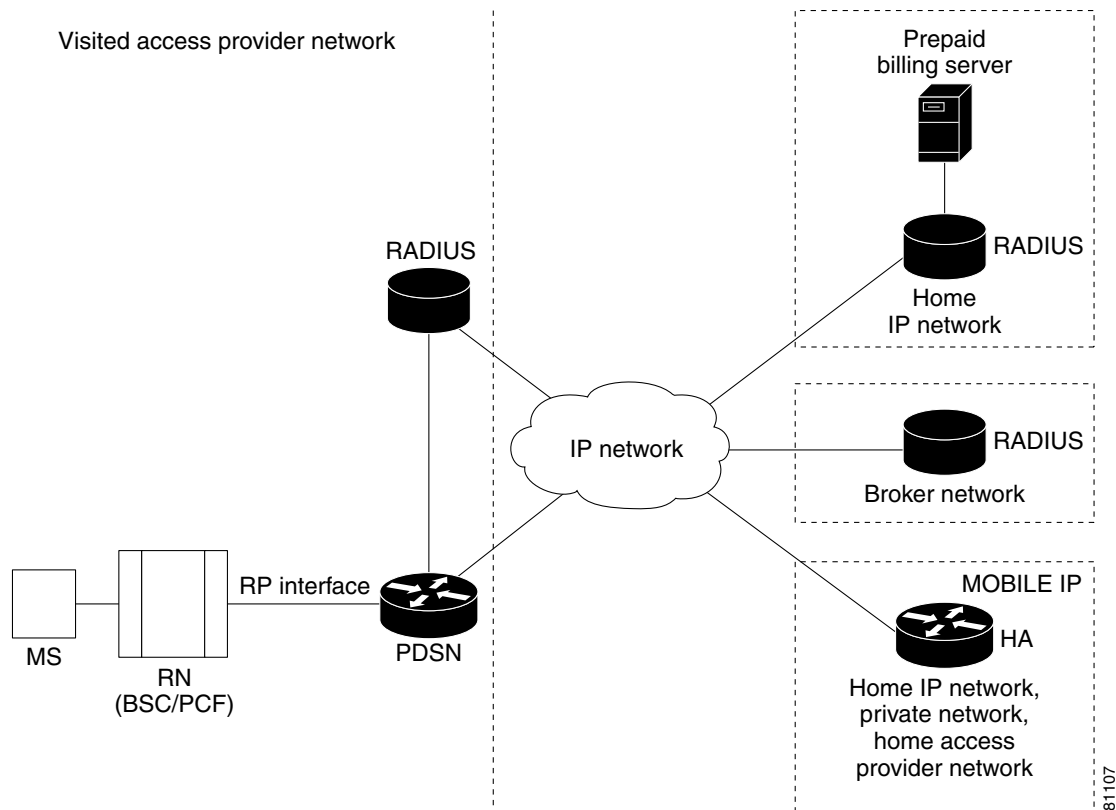 Visited access provider network
Prepaid
billing server
RADIUS
RADIUS
Home
IP network
IP network
RADIUS
Broker network
RP interface
MS
RN
(BSC/PCF)
PDSN
MOBILE IP
HA
Home IP network,
private network,
home access
provider network
81107